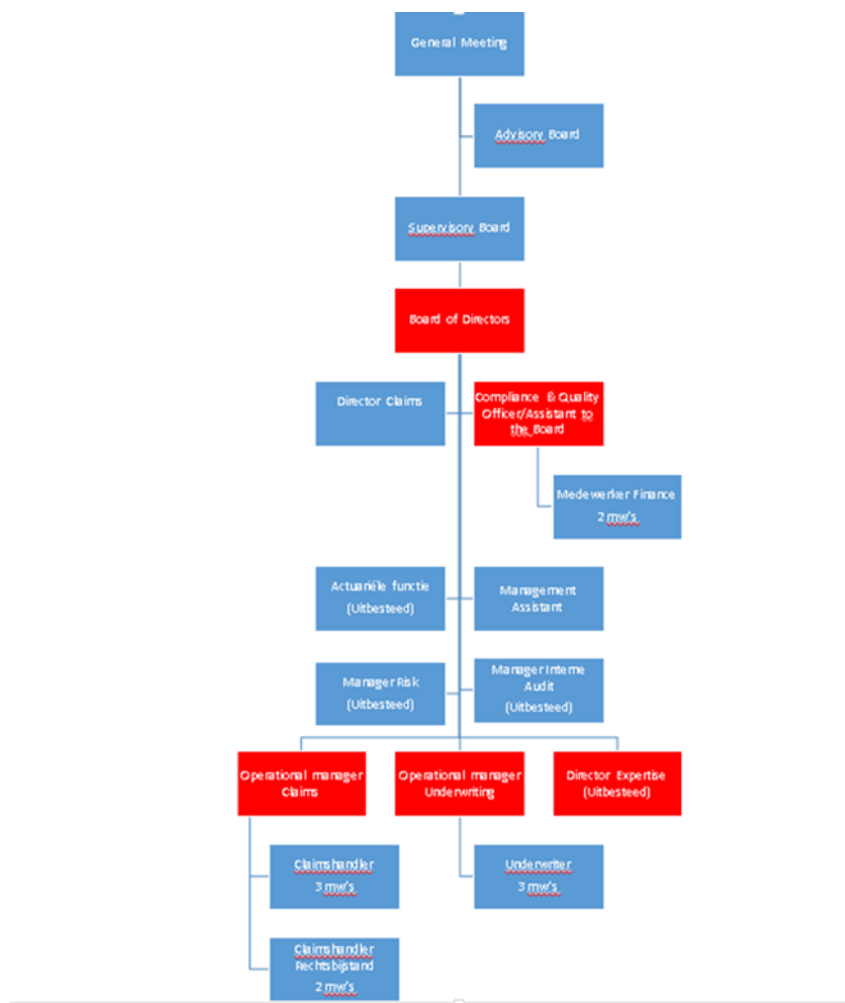 General Meeting
Advisory Board
Supervisory Board
Board of Directors
Director Claims
Compliance & Quality
Officer/Assistant to
the Board
Medewerker Finance
2 mw's
Actuariële functie
(Uitbesteed)
Management
Assistant
Manager Risk
(Uitbesteed)
Manager Interne
Audit
(Uitbesteed)
Operational manager
Claims
Operational manager
Underwriting
Director Expertise
(Uitbesteed)
Claimshandler
3 mw's
Underwriter
3 mw's
Claimshandler
Rechtsbijstand
2 mw's